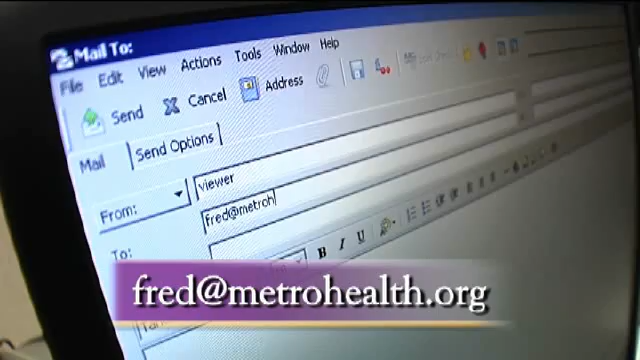 Mail To:
File Edit View Actions Tools Window Help
Send Cancel Address
Mail Send Options
From: viewer
To: fred@metroh
B I U
fred@metrohealth.org